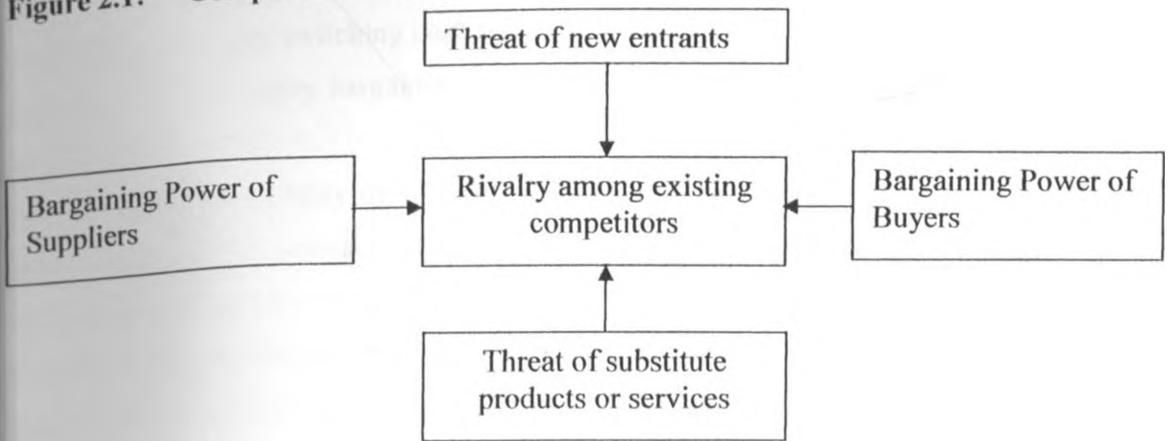 Figure 2.1:
Threat of new entrants
Bargaining Power of
Suppliers
Rivalry among existing
competitors
Bargaining Power of
Buyers
Threat of substitute
products or services